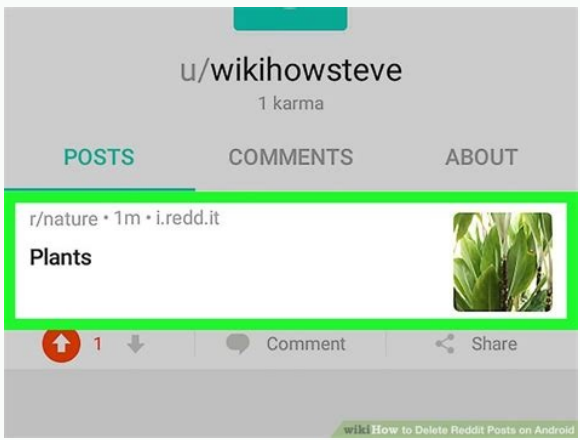 u/wikihowsteve
1 karma
POSTS COMMENTS ABOUT
r/nature • 1m • i.redd.it
Plants
1 Comment Share
wikiHow to Delete Reddit Posts on Android